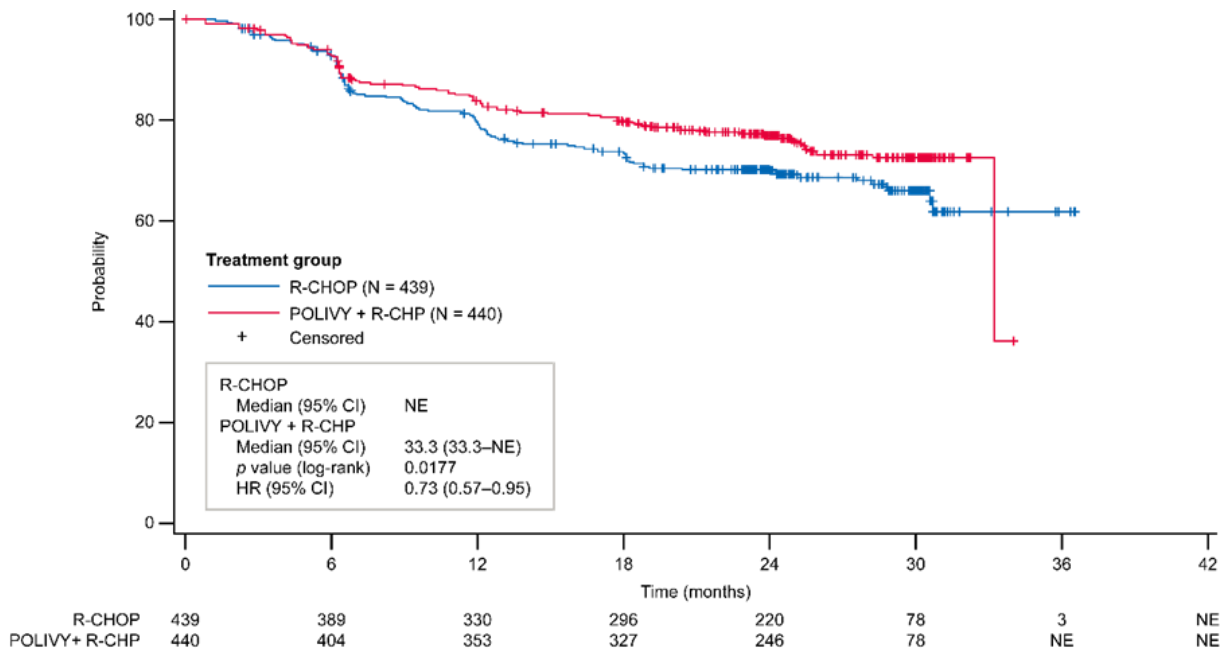 100
80
60
40
20
0
Probability
Treatment group
R-CHOP (N = 439)
POLIVY + R-CHP (N = 440)
+ Censored
R-CHOP
Median (95% CI) NE
POLIVY + R-CHP
Median (95% CI) 33.3 (33.3–NE)
p value (log-rank) 0.0177
HR (95% CI) 0.73 (0.57–0.95)
0 6 12 18 24 30 36 42
Time (months)
R-CHOP 439 389 330 296 220 78 3 NE
POLIVY+ R-CHP 440 404 353 327 246 78 NE NE